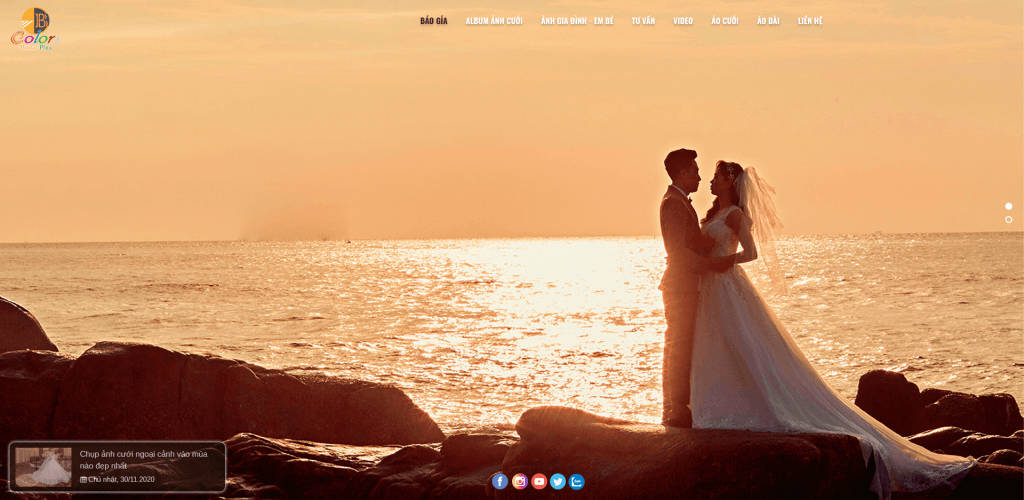 BÁO GÍA ALBUM ẢNH CƯỚI ẢNH GIA ĐÌNH - EM BÉ TƯ VẤN VIDEO ÁO CƯỚI ÁO DÀI LIÊN HỆ
Color
Plus
Chụp ảnh cưới ngoại cảnh vào mùa
nào đẹp nhất
Chủ nhật, 30/11.2020